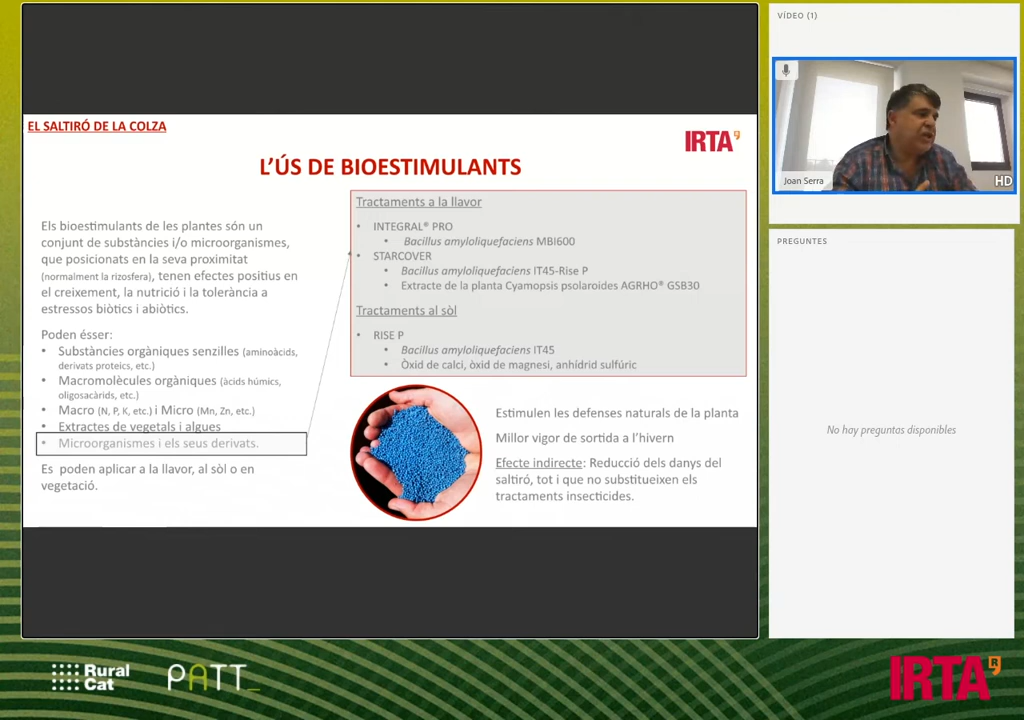 EL SALTIRÓ DE LA COLZA
IRTA
L'ÚS DE BIOESTIMULANTS
Els bioestimulants de les plantes són un
conjunt de substàncies i/o microorganismes,
que posicionats en la seva proximitat
(normalment la rizosfera), tenen efectes positius en
el creixement, la nutrició i la tolerància a
estressos biòtics i abiòtics.
Poden ésser:
• Substàncies orgàniques senzilles (aminoàcids,
derivats proteics, etc.)
• Macromolècules orgàniques (àcids húmics,
oligosacàrids, etc.)
• Macro (N, P, K, etc.) i Micro (Mn, Zn, etc.)
• Extractes de vegetals i algues
• Microorganismes i els seus derivats.
Es poden aplicar a la llavor, al sòl o en
vegetació.
Tractaments a la llavor
• INTEGRAL® PRO
• Bacillus amyloliquefaciens MBI600
• STARCOVER
• Bacillus amyloliquefaciens IT45-Rise P
• Extracte de la planta Cyamopsis psolaroides AGRHO® GSB30
Tractaments al sòl
• RISE P
• Bacillus amyloliquefaciens IT45
• Òxid de calci, òxid de magnesi, anhídrid sulfúric
Estimulen les defenses naturals de la planta
Millor vigor de sortida a l'hivern
Efecte indirecte: Reducció dels danys del
saltiró, tot i que no substitueixen els
tractaments insecticides.
VÍDEO (1)
Joan Serra
HD
PREGUNTES
No hay preguntas disponibles
Rural
Cat
PATT_
IRTA